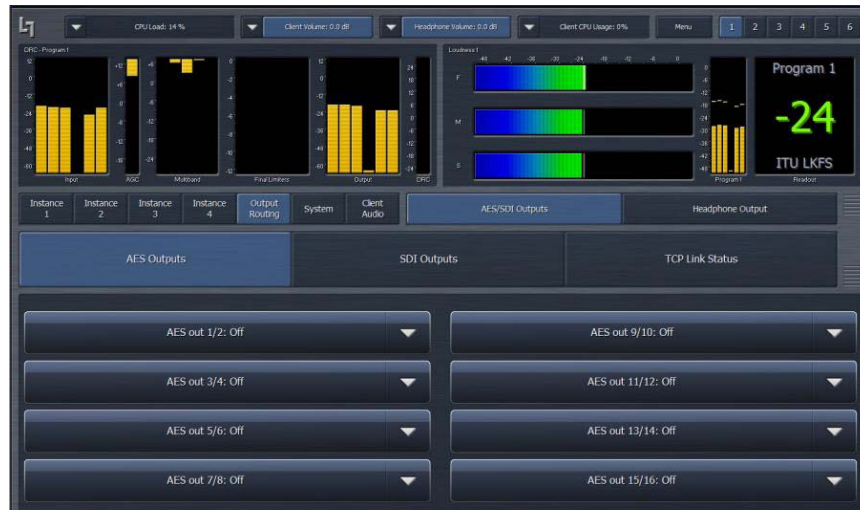 CPU Load: 14 %
Client Volume: 0.0 dB
Headphone Volume: 0.0 dB
Client CPU Usage: 0%
Menu
1 2 3 4 5 6
ORC - Program 1
Input
AGC
Multiband
Final Limiters
Output
DRC
Loudness 1
F
M
S
Program 1
Program 1
-24
ITU LKFS
Readout
Instance 1
Instance 2
Instance 3
Instance 4
Output Routing
System
Client Audio
AES/SDI Outputs
Headphone Output
AES Outputs
SDI Outputs
TCP Link Status
AES out 1/2: Off
AES out 9/10: Off
AES out 3/4: Off
AES out 11/12: Off
AES out 5/6: Off
AES out 13/14: Off
AES out 7/8: Off
AES out 15/16: Off